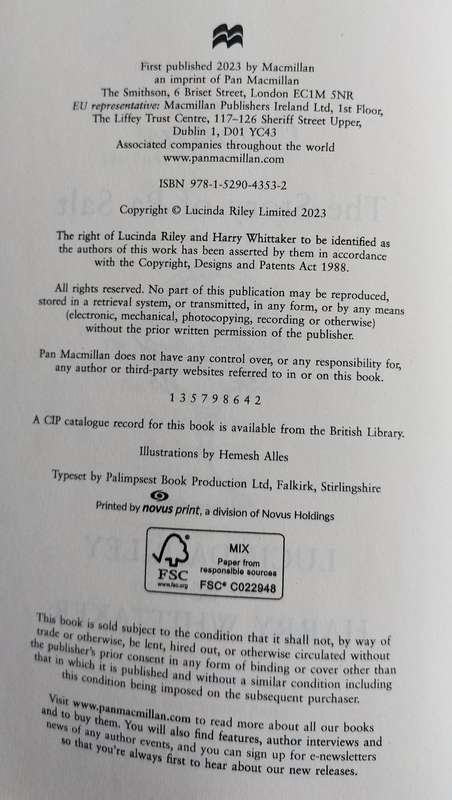 First published 2023 by Macmillan
an imprint of Pan Macmillan
The Smithson, 6 Briset Street, London EC1M 5NR
EU representative: Macmillan Publishers Ireland Ltd, 1st Floor,
The Liffey Trust Centre, 117–126 Sheriff Street Upper,
Dublin 1, D01 YC43
Associated companies throughout the world
www.panmacmillan.com
ISBN 978-1-5290-4353-2
Copyright © Lucinda Riley Limited 2023
The right of Lucinda Riley and Harry Whittaker to be identified as
the authors of this work has been asserted by them in accordance
with the Copyright, Designs and Patents Act 1988.
All rights reserved. No part of this publication may be reproduced,
stored in a retrieval system, or transmitted, in any form, or by any means
(electronic, mechanical, photocopying, recording or otherwise)
without the prior written permission of the publisher.
Pan Macmillan does not have any control over, or any responsibility for,
any author or third-party websites referred to in or on this book.
1 3 5 7 9 8 6 4 2
A CIP catalogue record for this book is available from the British Library.
Illustrations by Hemesh Alles
Typeset by Palimpsest Book Production Ltd, Falkirk, Stirlingshire
Printed by novus print, a division of Novus Holdings
FSC
www.fsc.org
MIX
Paper from
responsible sources
FSC® C022948
This book is sold subject to the condition that it shall not, by way of
trade or otherwise, be lent, hired out, or otherwise circulated without
the publisher's prior consent in any form of binding or cover other than
that in which it is published and without a similar condition including
this condition being imposed on the subsequent purchaser.
Visit www.panmacmillan.com to read more about all our books
and to buy them. You will also find features, author interviews and
news of any author events, and you can sign up for e-newsletters
so that you're always first to hear about our new releases.